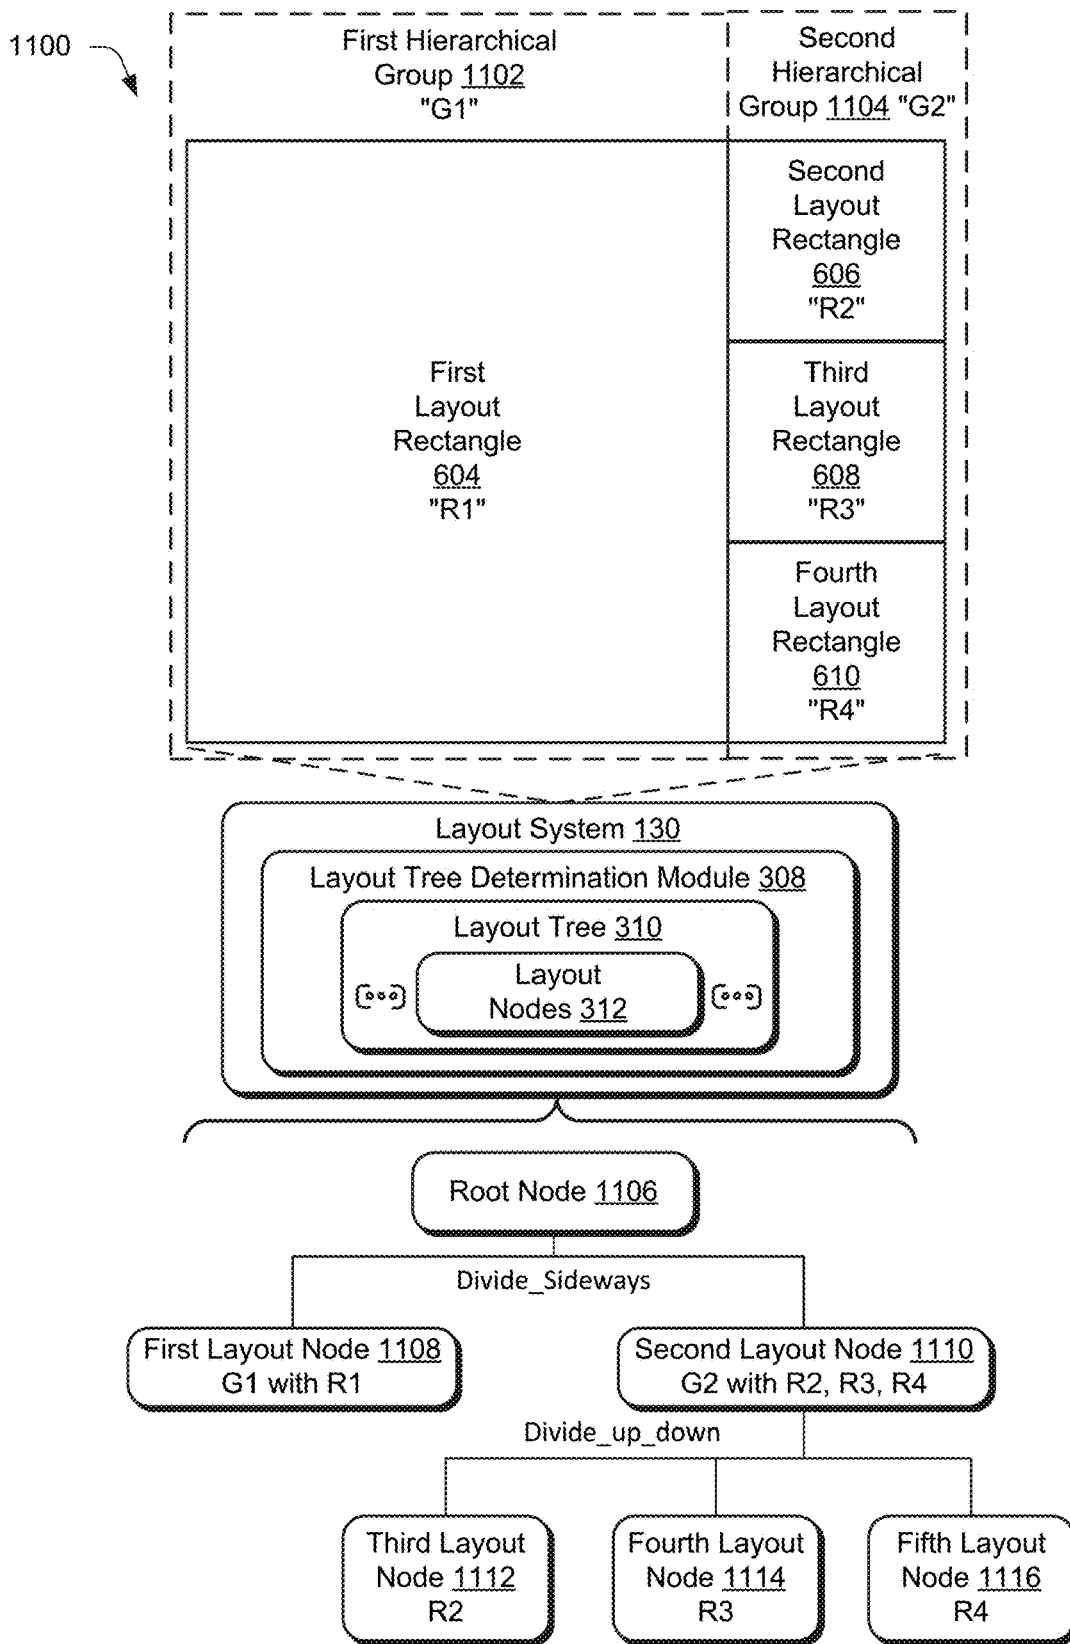 1100
First Hierarchical
Group 1102
"G1"
Second
Hierarchical
Group 1104 "G2"
First
Layout
Rectangle
604
"R1"
Second
Layout
Rectangle
606
"R2"
Third
Layout
Rectangle
608
"R3"
Fourth
Layout
Rectangle
610
"R4"
Layout System 130
Layout Tree Determination Module 308
Layout Tree 310
Layout
Nodes 312
Root Node 1106
Divide_Sideways
First Layout Node 1108
G1 with R1
Second Layout Node 1110
G2 with R2, R3, R4
Divide_up_down
Third Layout
Node 1112
R2
Fourth Layout
Node 1114
R3
Fifth Layout
Node 1116
R4